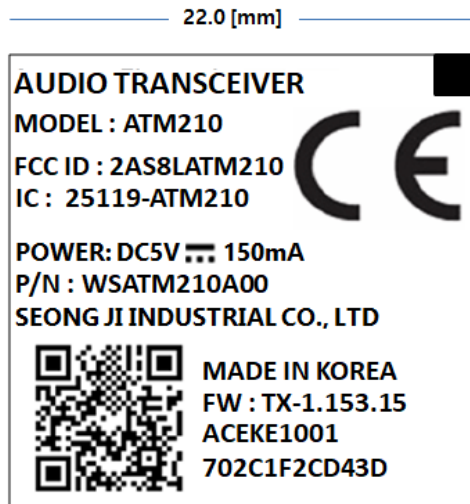 22.0 [mm]
AUDIO TRANSCEIVER
MODEL : ATM210
FCC ID : 2AS8LATM210
IC : 25119-ATM210
CE
POWER: DC5V ⎓ 150mA
P/N : WSATM210A00
SEONG JI INDUSTRIAL CO., LTD
MADE IN KOREA
FW : TX-1.153.15
ACEKE1001
702C1F2CD43D